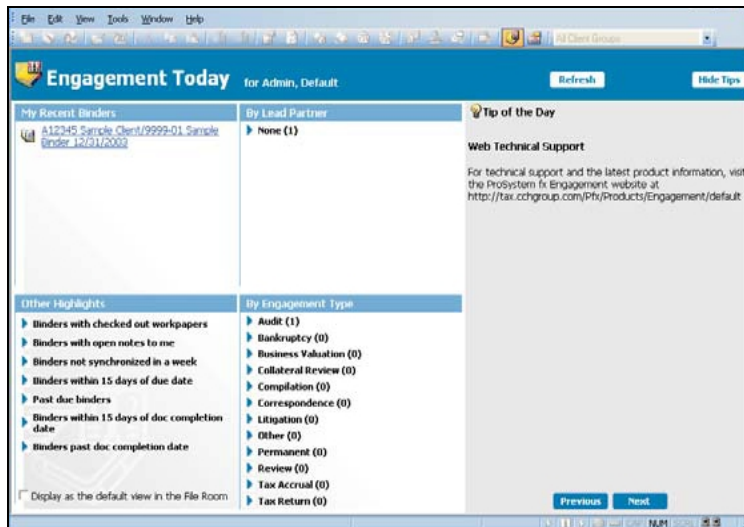 File Edit View Tools Window Help
All Client Groups
Engagement Today for Admin, Default
Refresh
Hide Tips
My Recent Binders
A12345 Sample Client/9999-01 Sample
Binder 12/31/2003
By Lead Partner
None (1)
Tip of the Day
Web Technical Support
For technical support and the latest product information, visit
the ProSystem fx Engagement website at
http://tax.cchgroup.com/Pfx/Products/Engagement/default
Other Highlights
Binders with checked out workpapers
Binders with open notes to me
Binders not synchronized in a week
Binders within 15 days of due date
Past due binders
Binders within 15 days of doc completion
date
Binders past doc completion date
Display as the default view in the File Room
By Engagement Type
Audit (1)
Bankruptcy (0)
Business Valuation (0)
Collateral Review (0)
Compilation (0)
Correspondence (0)
Litigation (0)
Other (0)
Permanent (0)
Review (0)
Tax Accrual (0)
Tax Return (0)
Previous
Next
CAP NUM SCRL